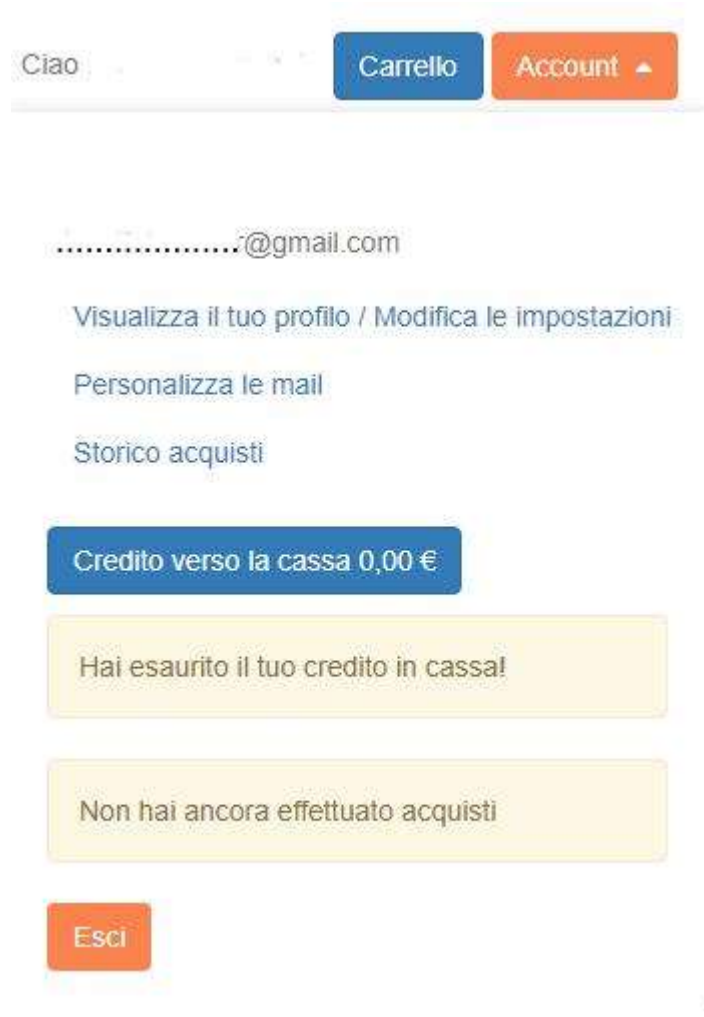 Ciao
Carrello
Account
...................@gmail.com
Visualizza il tuo profilo / Modifica le impostazioni
Personalizza le mail
Storico acquisti
Credito verso la cassa 0,00 €
Hai esaurito il tuo credito in cassa!
Non hai ancora effettuato acquisti
Esci